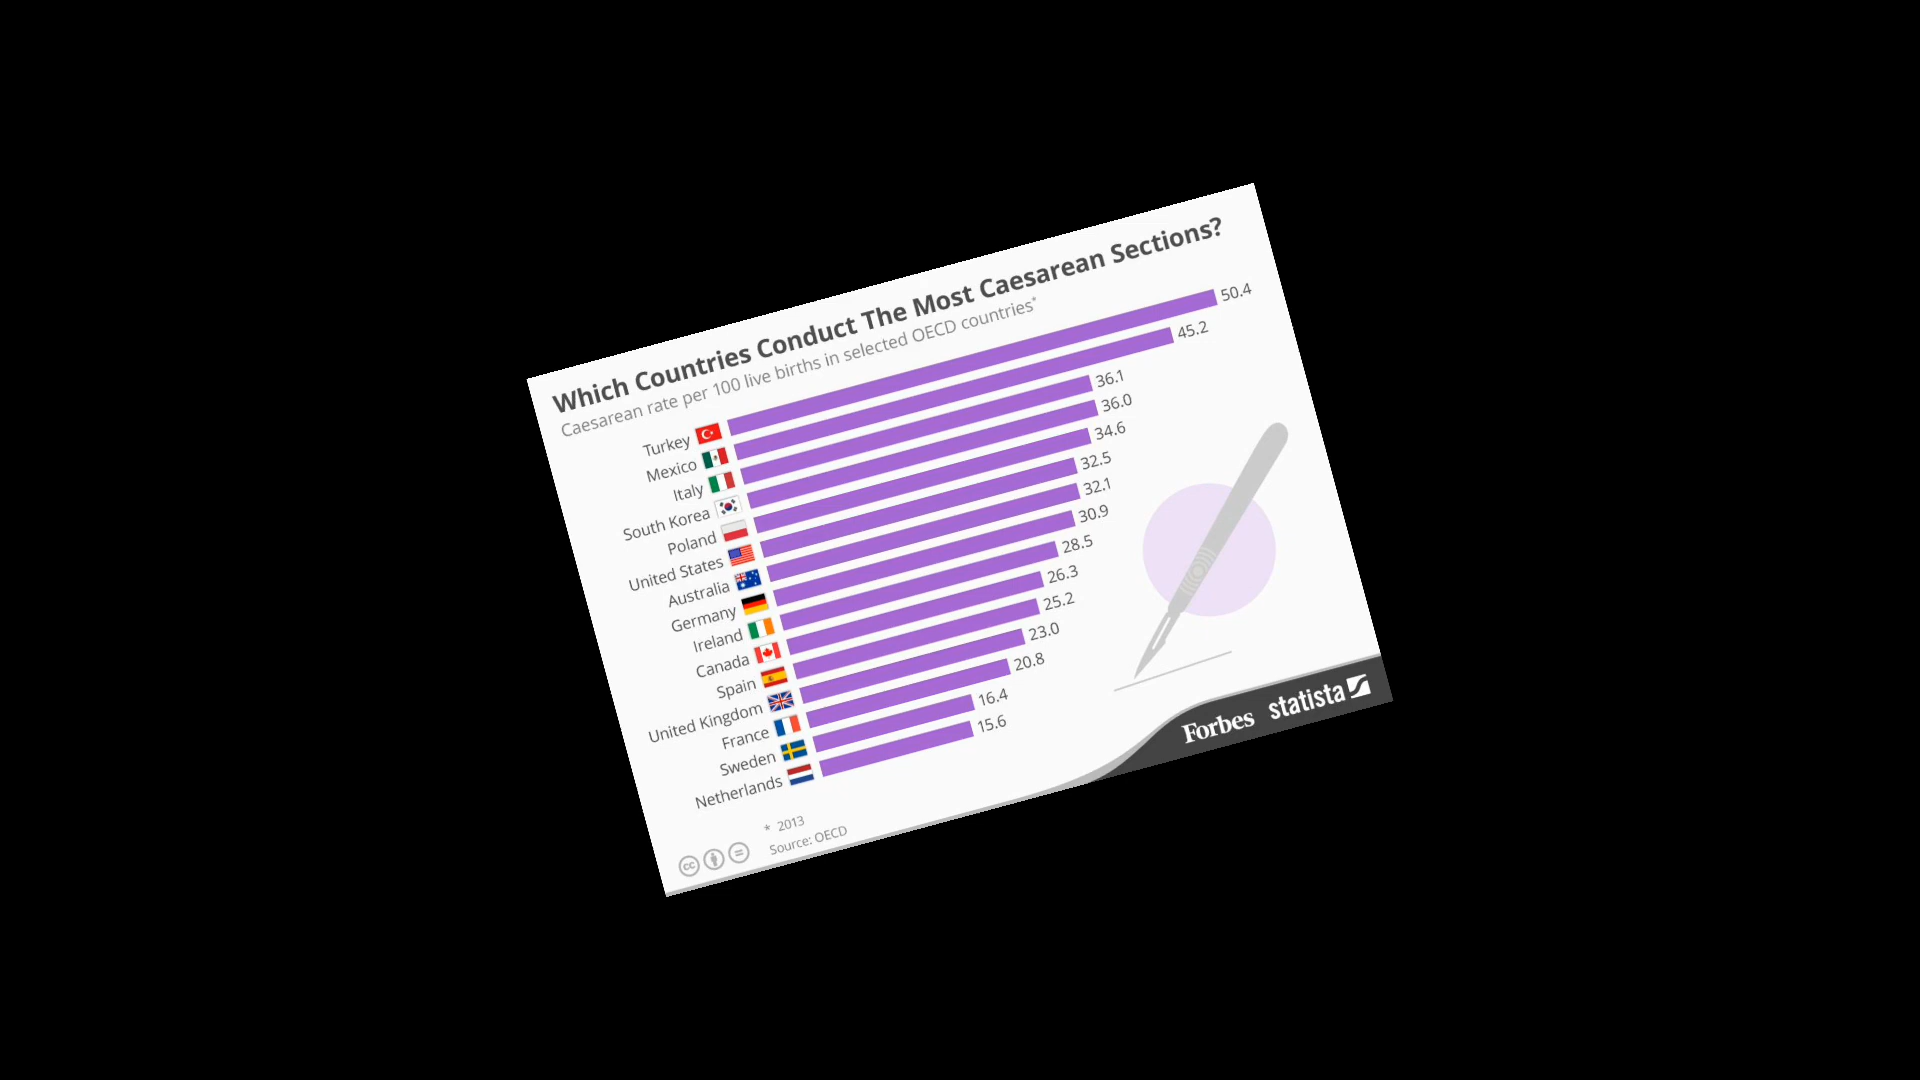 Which Countries Conduct The Most Caesarean Sections?
Caesarean rate per 100 live births in selected OECD countries*
Turkey 50.4
Mexico 45.2
Italy 36.1
South Korea 36.0
Poland 34.6
United States 32.5
Australia 32.1
Germany 30.9
Ireland 28.5
Canada 26.3
Spain 25.2
United Kingdom 23.0
France 20.8
Sweden 16.4
Netherlands 15.6
* 2013
Source: OECD
cc
Forbes statista